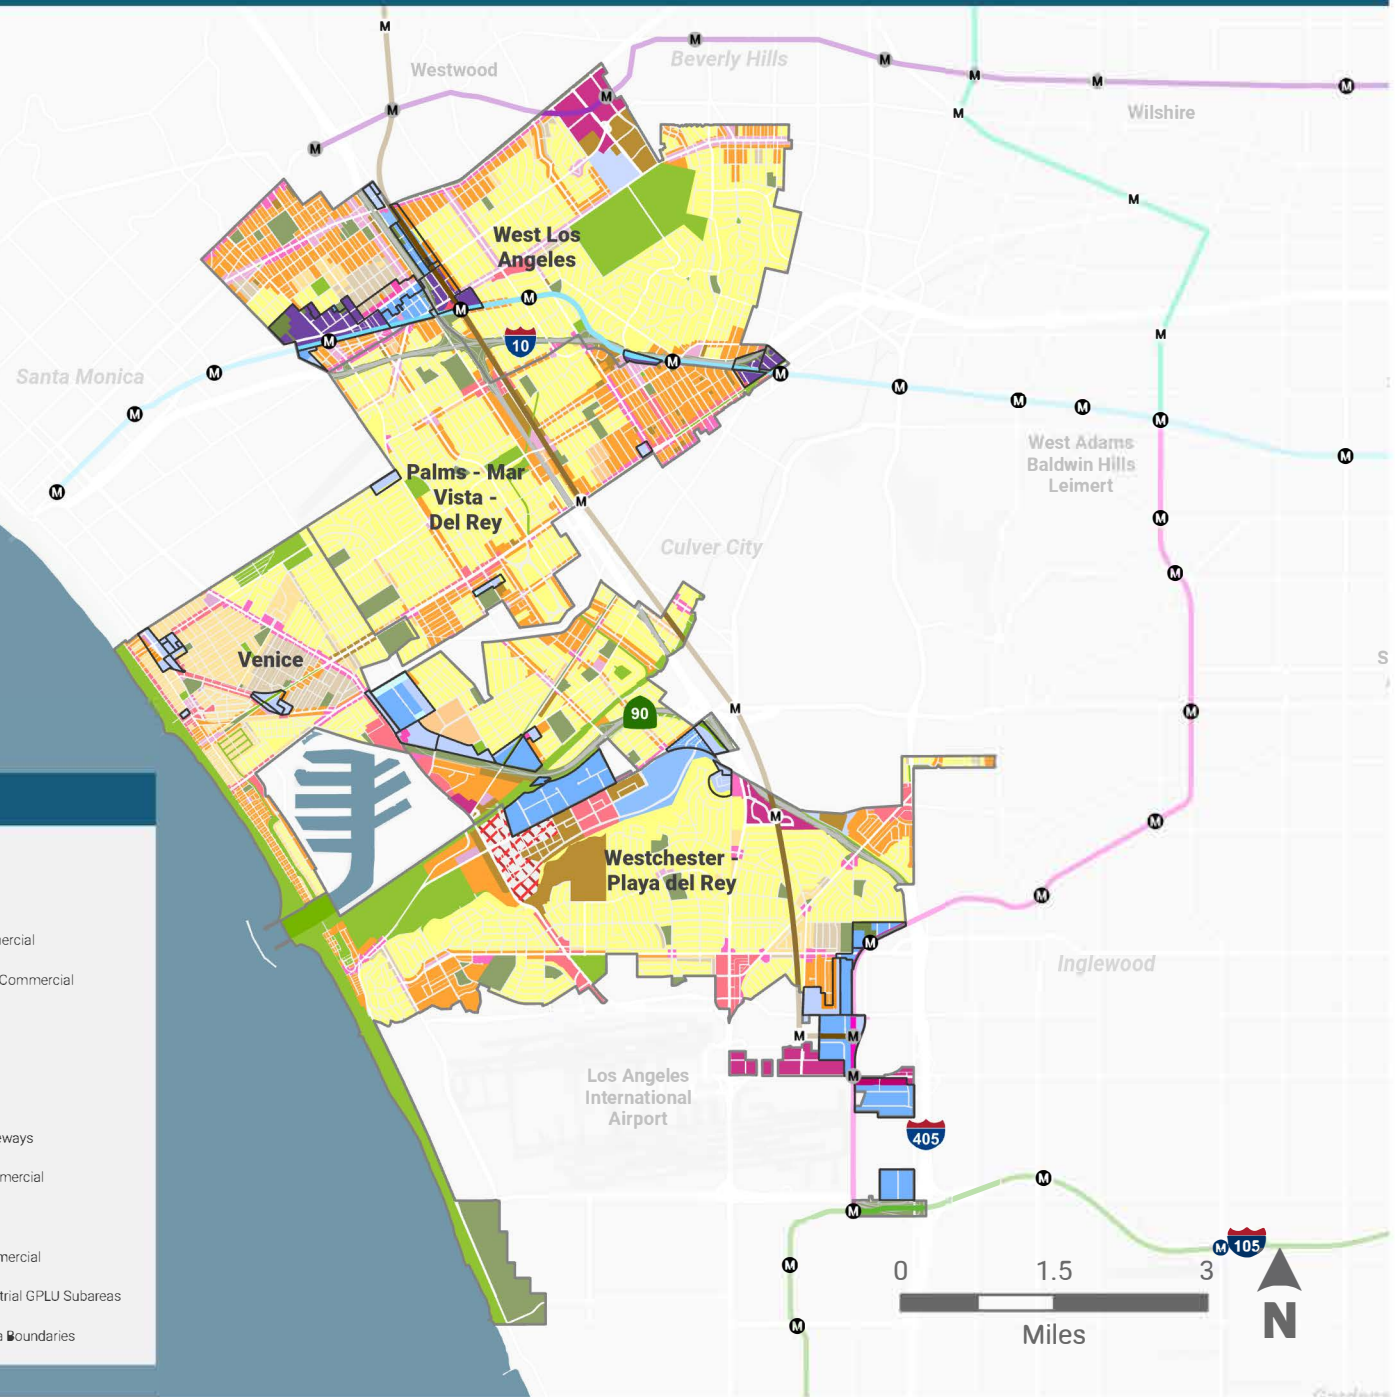 M
M
Beverly Hills
Westwood
M
M
M
M
M
M
M
Wilshire
M
M
West Los
Angeles
M
M
M
10
M
M
M
M
Santa Monica
M
M
M
M
M
M
West Adams
Baldwin Hills
Leimert
M
Palms - Mar
Vista -
Del Rey
M
M
M
Culver City
M
Venice
S
90
M
M
M
M
Westchester -
Playa del Rey
M
M
Inglewood
ercial
Commercial
M
M
Los Angeles
International
Airport
M
405
eways
mercial
M
M
mercial
M
M
105
trial GPLU Subareas
a Boundaries
M
0
1.5
3
Miles
N